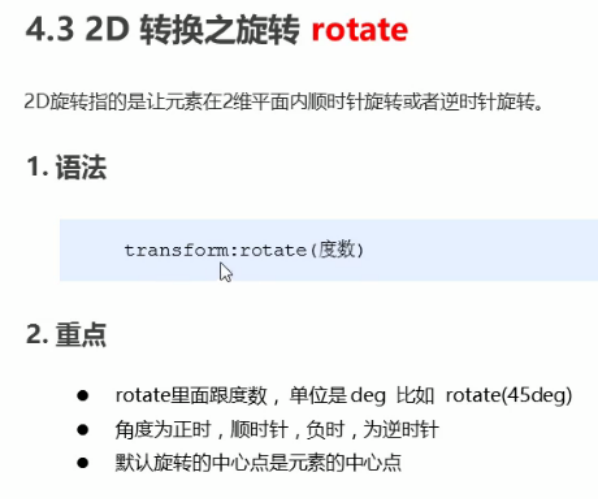 4.3 2D 转换之旋转 rotate
2D旋转指的是让元素在2维平面内顺时针旋转或者逆时针旋转。
1. 语法
transform:rotate(度数)
2. 重点
● rotate里面跟度数，单位是 deg 比如 rotate(45deg)
● 角度为正时，顺时针，负时，为逆时针
● 默认旋转的中心点是元素的中心点